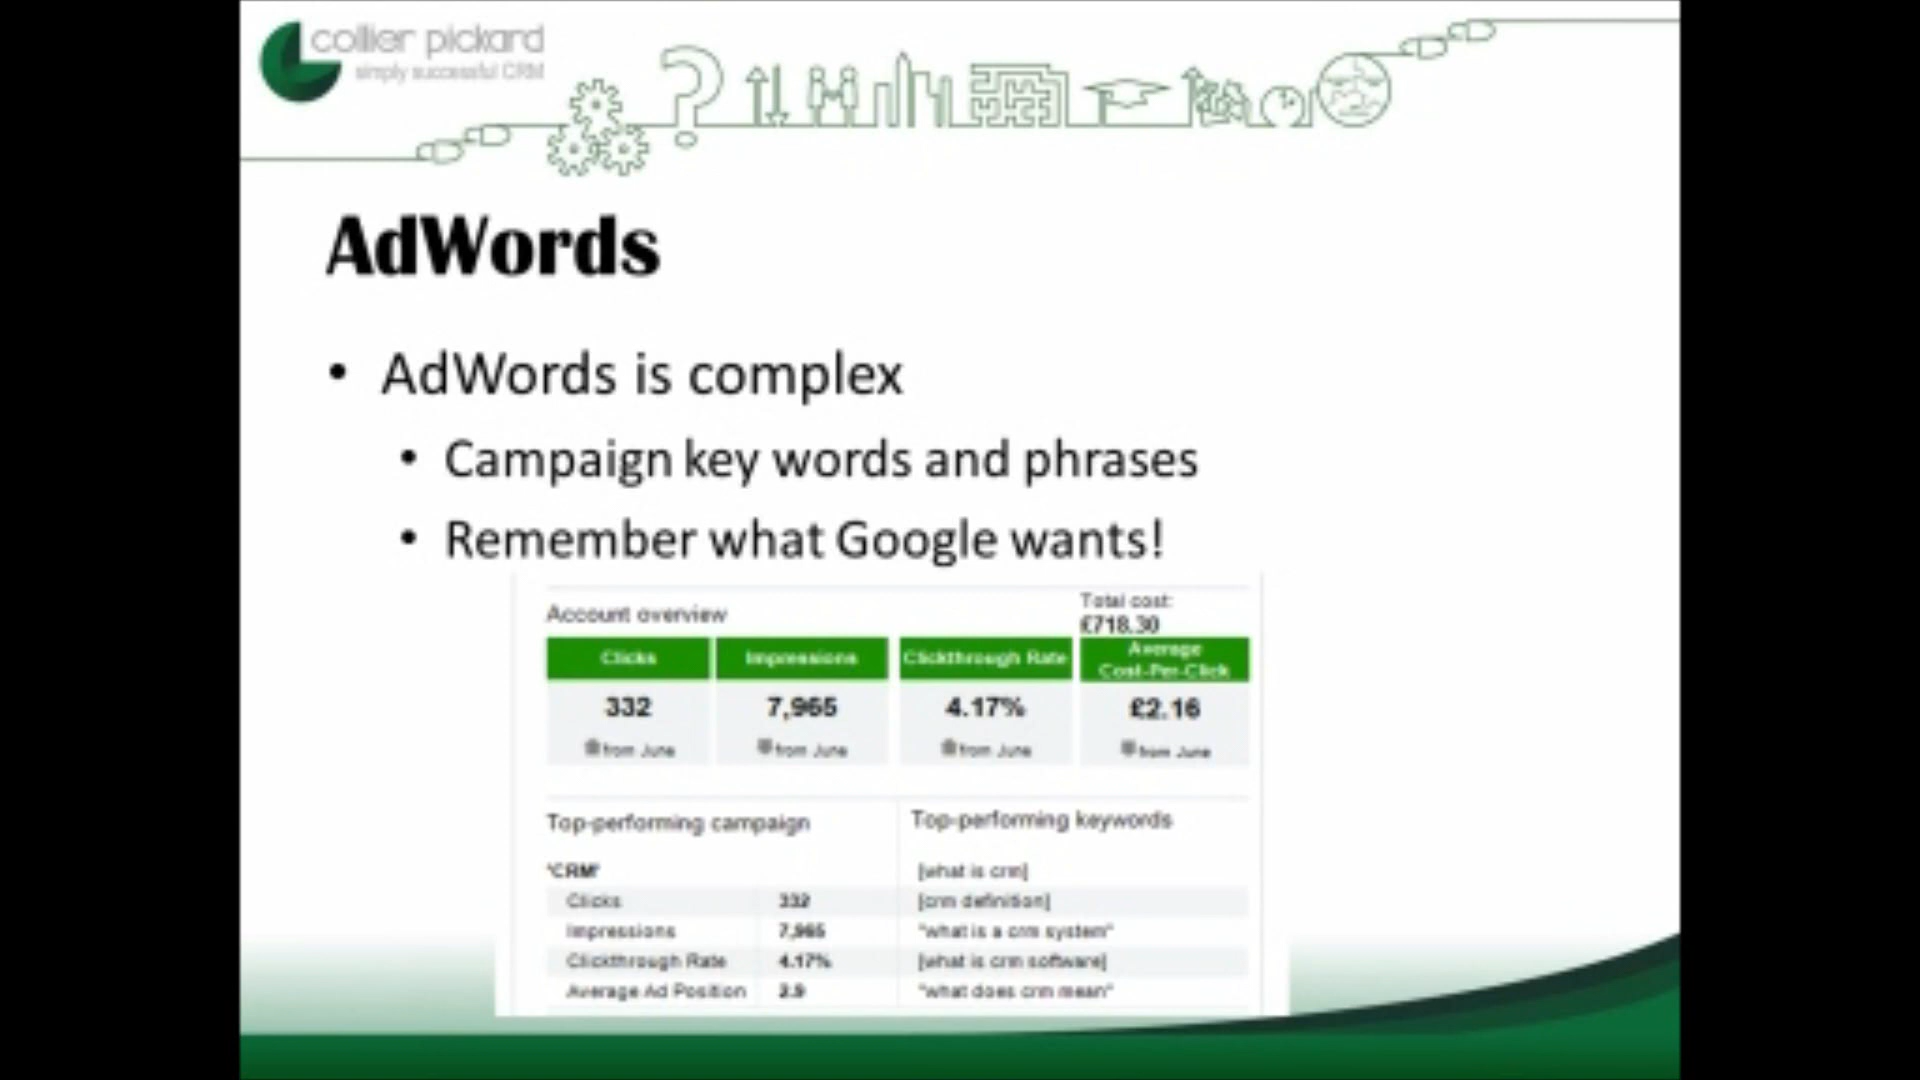 collier pickard
simply successful CRM
AdWords
• AdWords is complex
• Campaign key words and phrases
• Remember what Google wants!
Account overview
Total cost:
£718.30
Clicks
Impressions
Clickthrough Rate
Average
Cost-Per-Click
332
7,965
4.17%
£2.16
from June
from June
from June
from June
Top-performing campaign
Top-performing keywords
'CRM'
[what is crm]
Clicks 332
[crm definition]
Impressions 7,965
"what is a crm system"
Clickthrough Rate 4.17%
[what is crm software]
Average Ad Position 2.9
"what does crm mean"